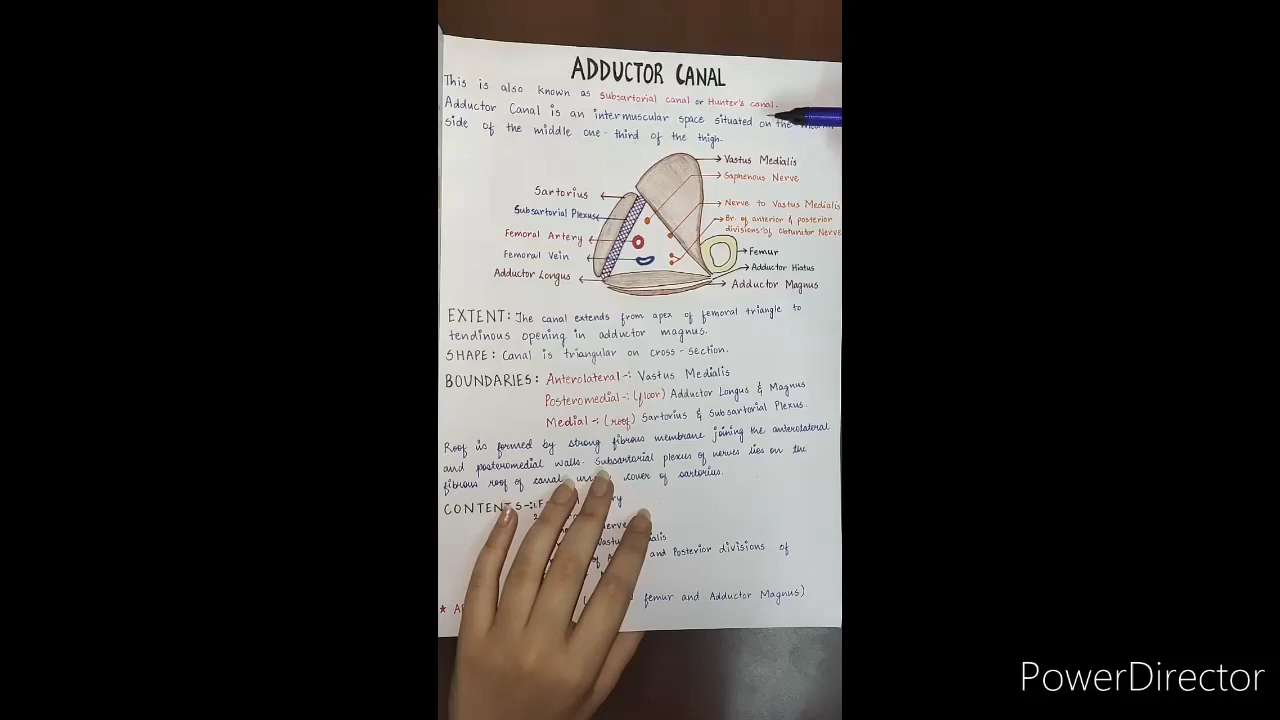 ADDUCTOR CANAL
This is also known as Subsartorial canal or Hunter's canal.
Adductor Canal is an intermuscular space situated on the
side of the middle one-third of the thigh.
Vastus Medialis
Saphenous Nerve
Sartorius
Subsartorial Plexus
Nerve to Vastus Medialis
Br. of anterior & posterior
divisions of Obturator Nerve
Femoral Artery
Femoral Vein
Femur
Adductor Longus
Adductor Hiatus
Adductor Magnus
EXTENT: The canal extends from apex of femoral triangle to
tendinous opening in adductor magnus.
SHAPE: Canal is triangular on cross-section.
BOUNDARIES: Anterolateral -: Vastus Medialis
Posteromedial -: (floor) Adductor Longus & Magnus
Medial -: (roof) Sartorius & Subsartorial Plexus.
Roof is formed by strong fibrous membrane joining the anterolateral
and posteromedial walls. Subsartorial plexus of nerves lies on the
fibrous roof of canal cover of sartorius.
CONTENTS -: 1.
2.
and Posterior divisions of
femur and Adductor Magnus)
PowerDirector